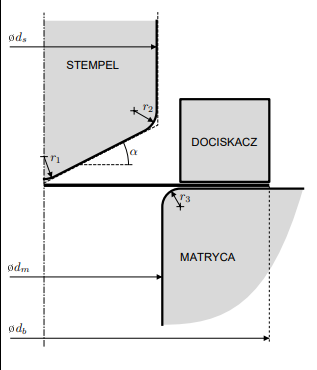 ød_s
STEMPEL
r_2
α
r_1
DOCISKACZ
r_3
MATRYCA
ød_m
ød_b